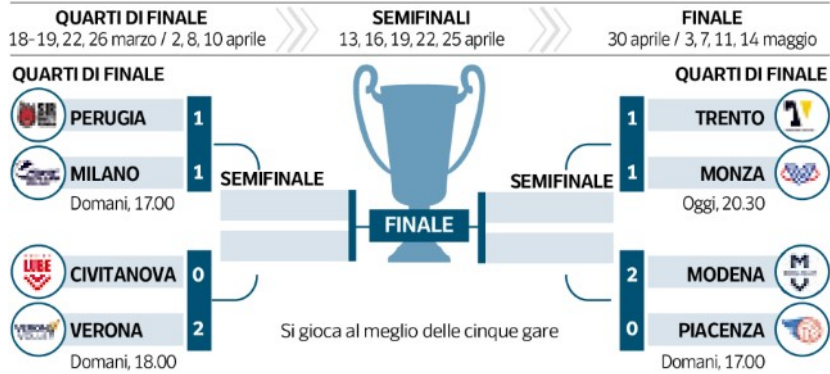 QUARTI DI FINALE
18-19, 22, 26 marzo / 2, 8, 10 aprile
SEMIFINALI
13, 16, 19, 22, 25 aprile
FINALE
30 aprile / 3, 7, 11, 14 maggio
QUARTI DI FINALE
PERUGIA 1
MILANO 1
Domani, 17.00
CIVITANOVA 0
VERONA 2
Domani, 18.00
SEMIFINALE
FINALE
SEMIFINALE
Si gioca al meglio delle cinque gare
QUARTI DI FINALE
1 TRENTO
1 MONZA
Oggi, 20.30
2 MODENA
0 PIACENZA
Domani, 17.00
SIR
LUBE
VERONA
VOLLEY
M